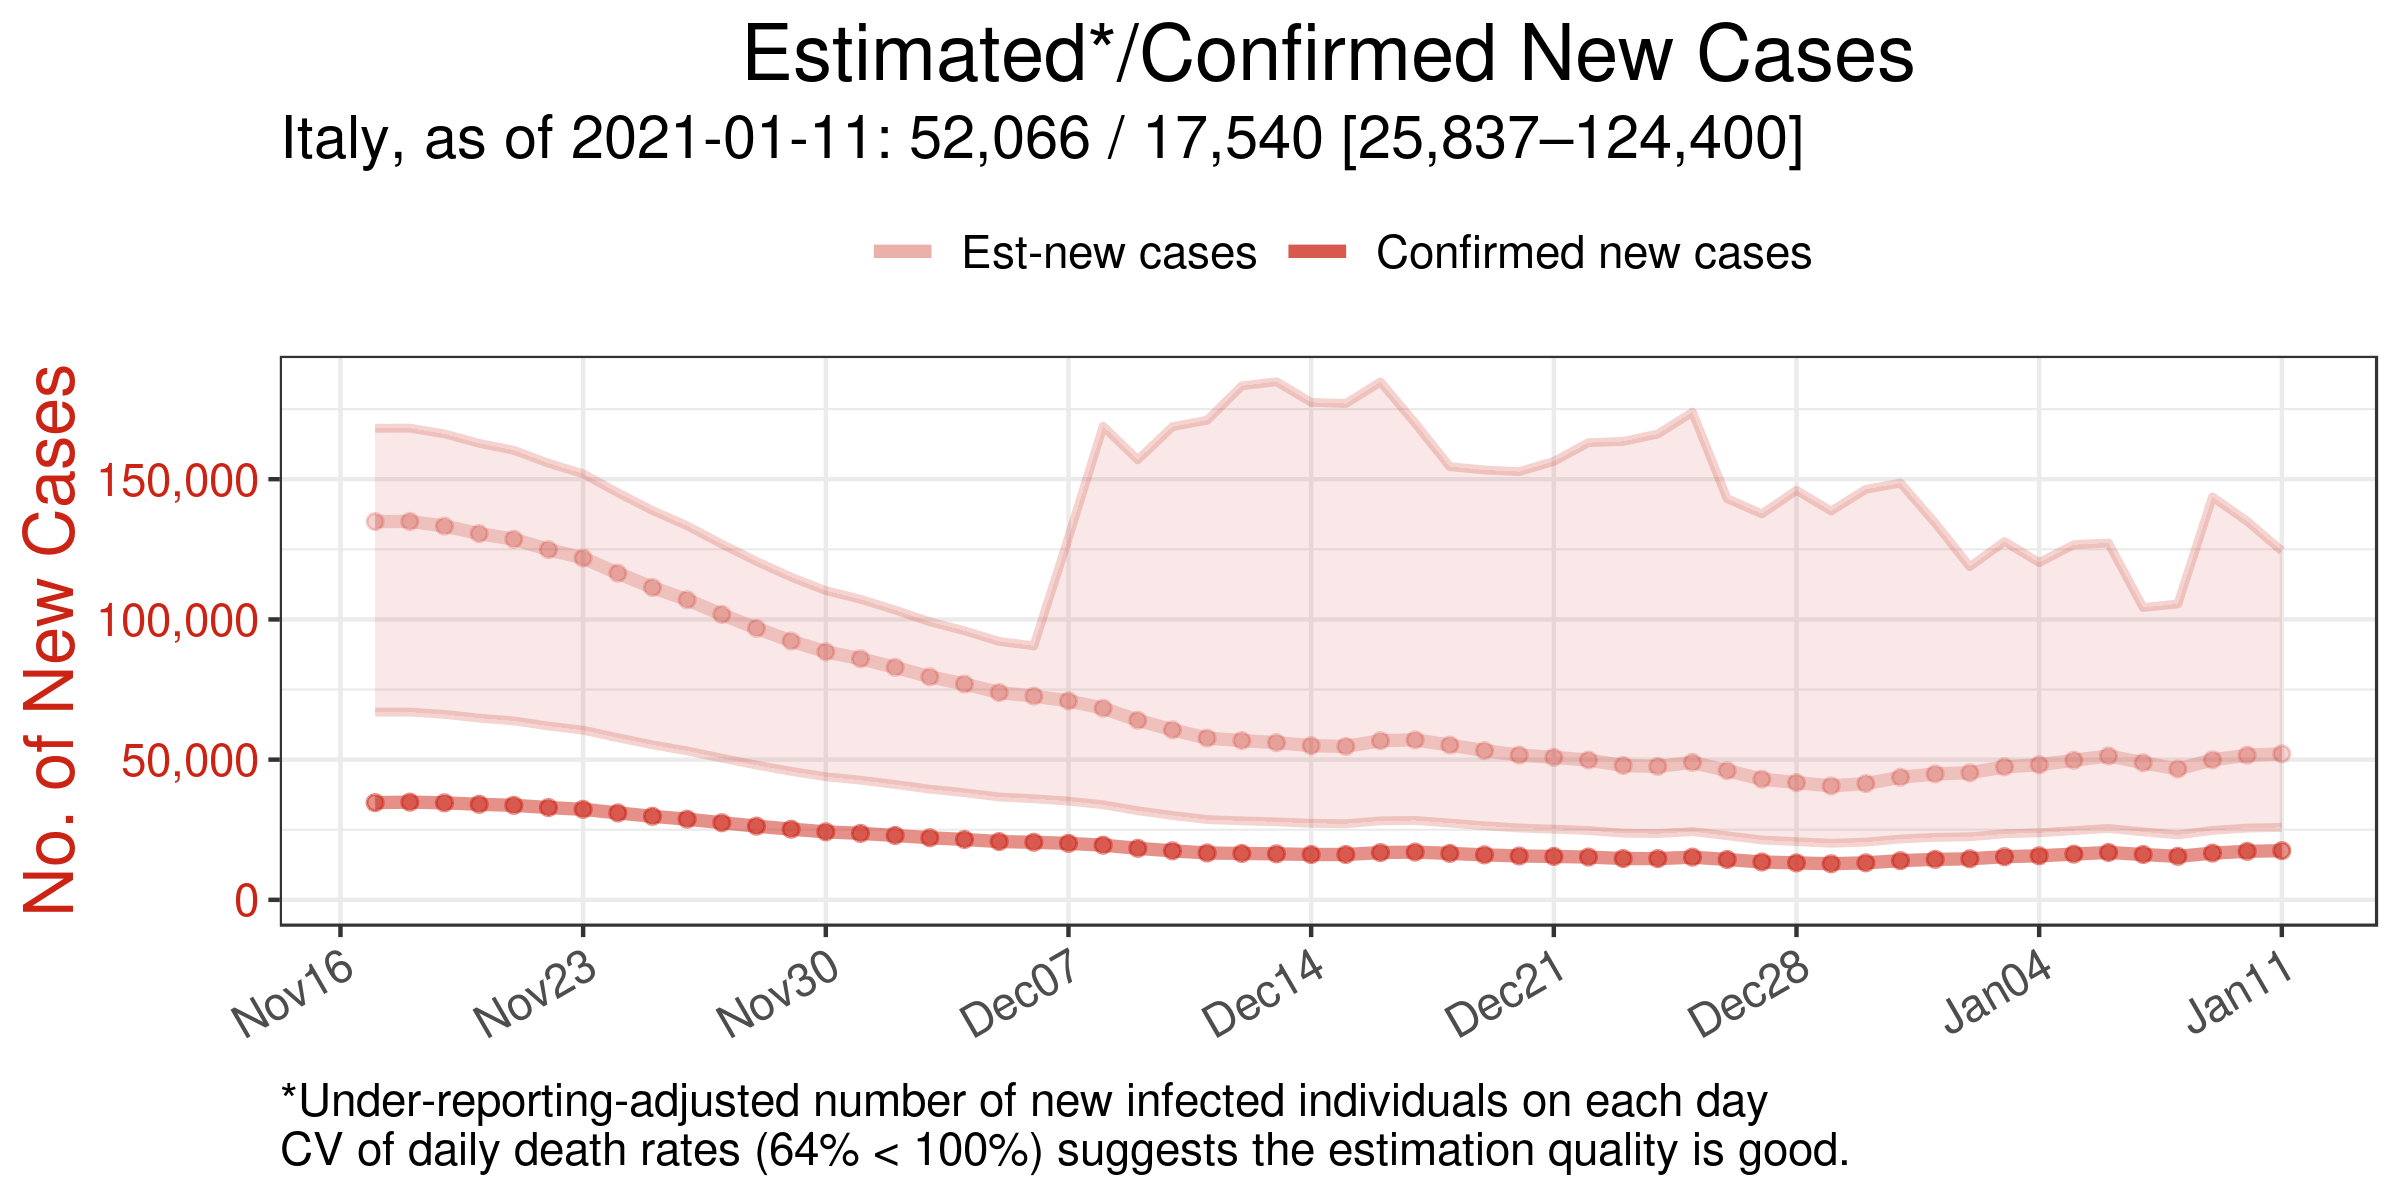 Estimated*/Confirmed New Cases
Italy, as of 2021-01-11: 52,066 / 17,540 [25,837–124,400]
Est-new cases Confirmed new cases
No. of New Cases
150,000
100,000
50,000
0
Nov16 Nov23 Nov30 Dec07 Dec14 Dec21 Dec28 Jan04 Jan11
*Under-reporting-adjusted number of new infected individuals on each day
CV of daily death rates (64% < 100%) suggests the estimation quality is good.